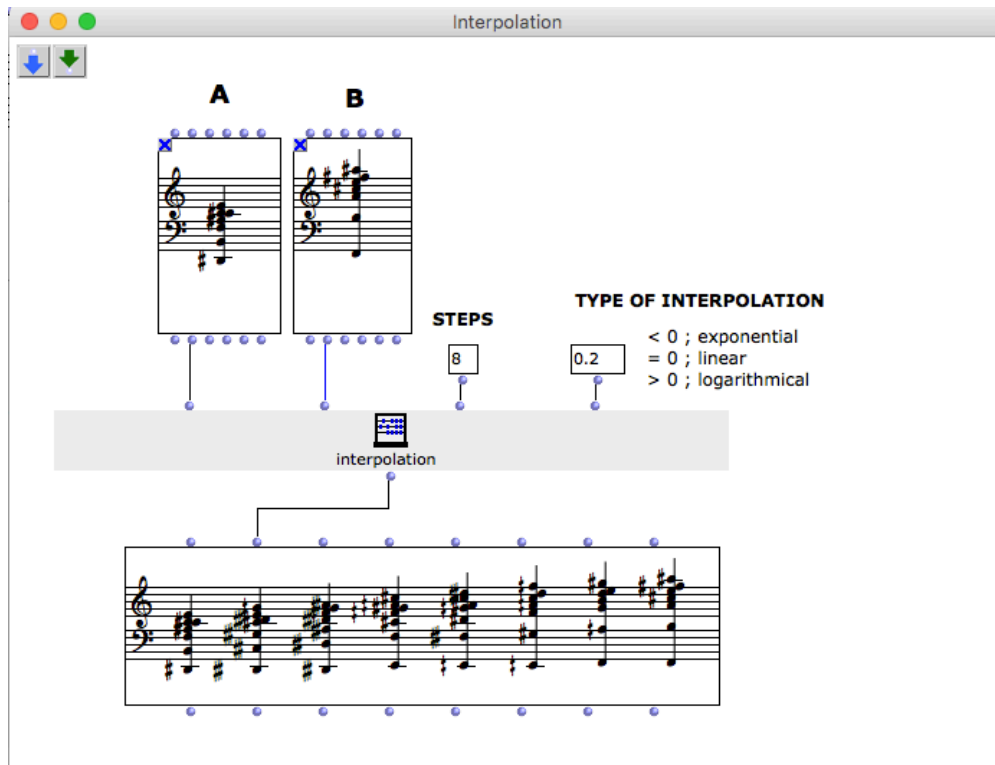 Interpolation
A
B
STEPS
8
TYPE OF INTERPOLATION
0.2
< 0 ; exponential
= 0 ; linear
> 0 ; logarithmical
interpolation